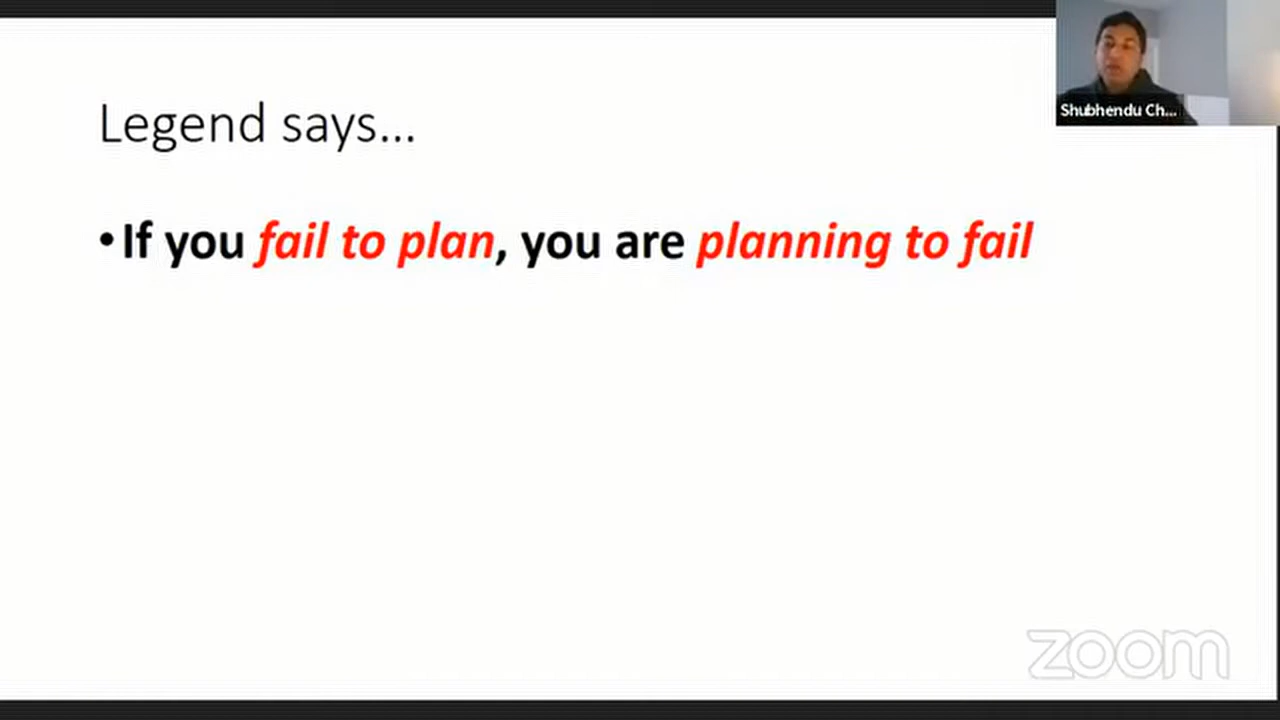 Shubhendu Ch...
Legend says...
•If you fail to plan, you are planning to fail
zoom